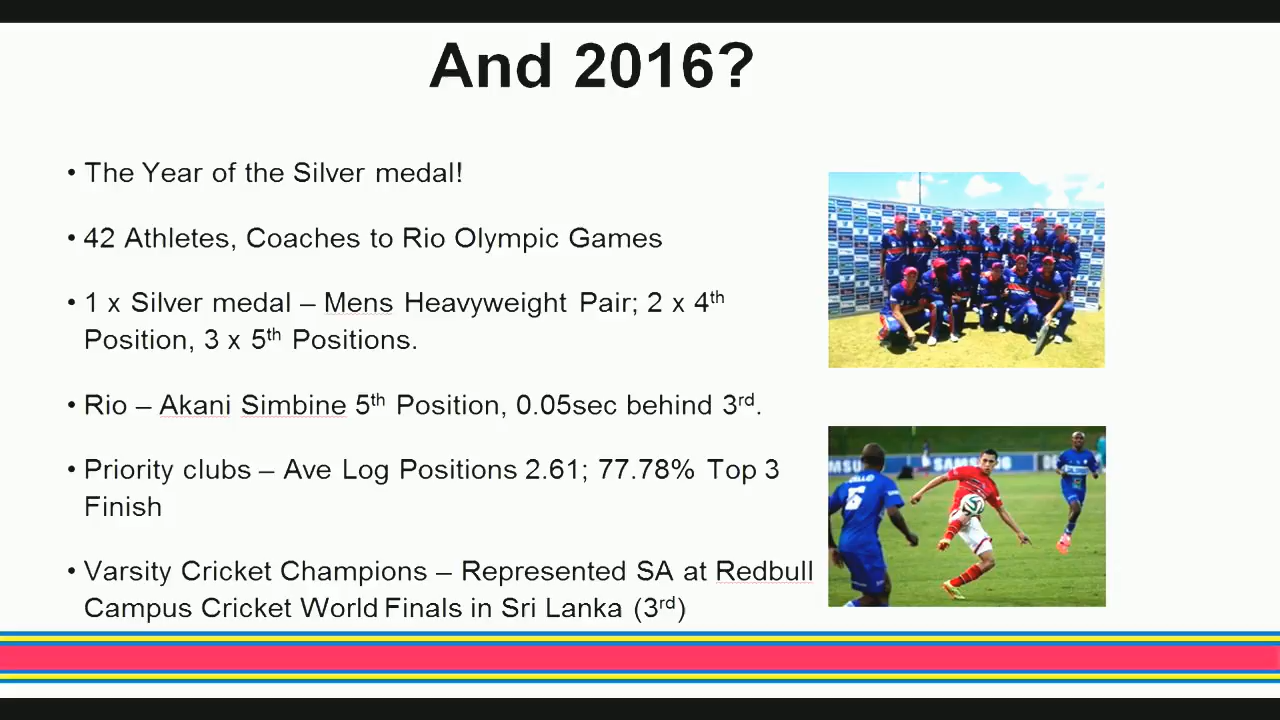 And 2016?
• The Year of the Silver medal!
• 42 Athletes, Coaches to Rio Olympic Games
• 1 x Silver medal – Mens Heavyweight Pair; 2 x 4th
Position, 3 x 5th Positions.
• Rio – Akani Simbine 5th Position, 0.05sec behind 3rd.
• Priority clubs – Ave Log Positions 2.61; 77.78% Top 3
Finish
• Varsity Cricket Champions – Represented SA at Redbull
Campus Cricket World Finals in Sri Lanka (3rd)
SAMSUNG